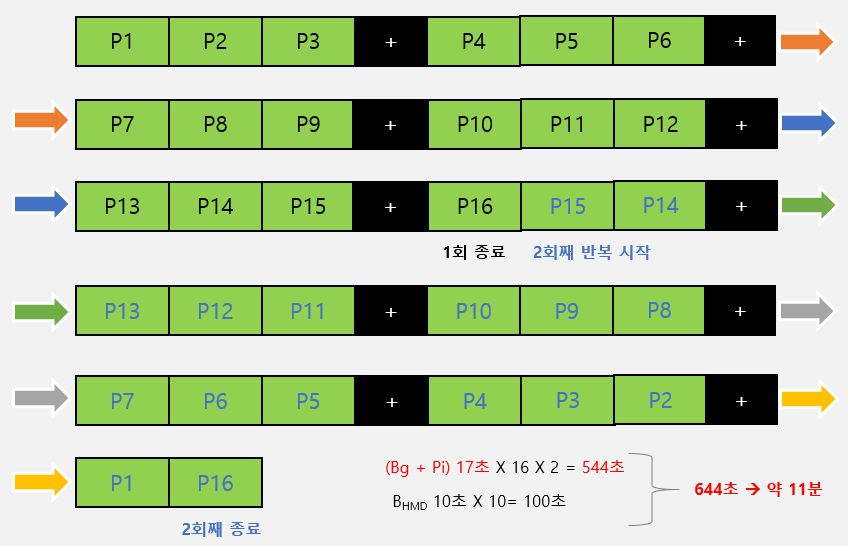 P1 P2 P3 + P4 P5 P6 +
P7 P8 P9 + P10 P11 P12 +
P13 P14 P15 + P16 P15 P14 +
1회 종료 2회째 반복 시작
P13 P12 P11 + P10 P9 P8 +
P7 P6 P5 + P4 P3 P2 +
P1 P16
2회째 종료
(Bg + Pi) 17초 X 16 X 2 = 544초
BHMD 10초 X 10= 100초
644초 → 약 11분